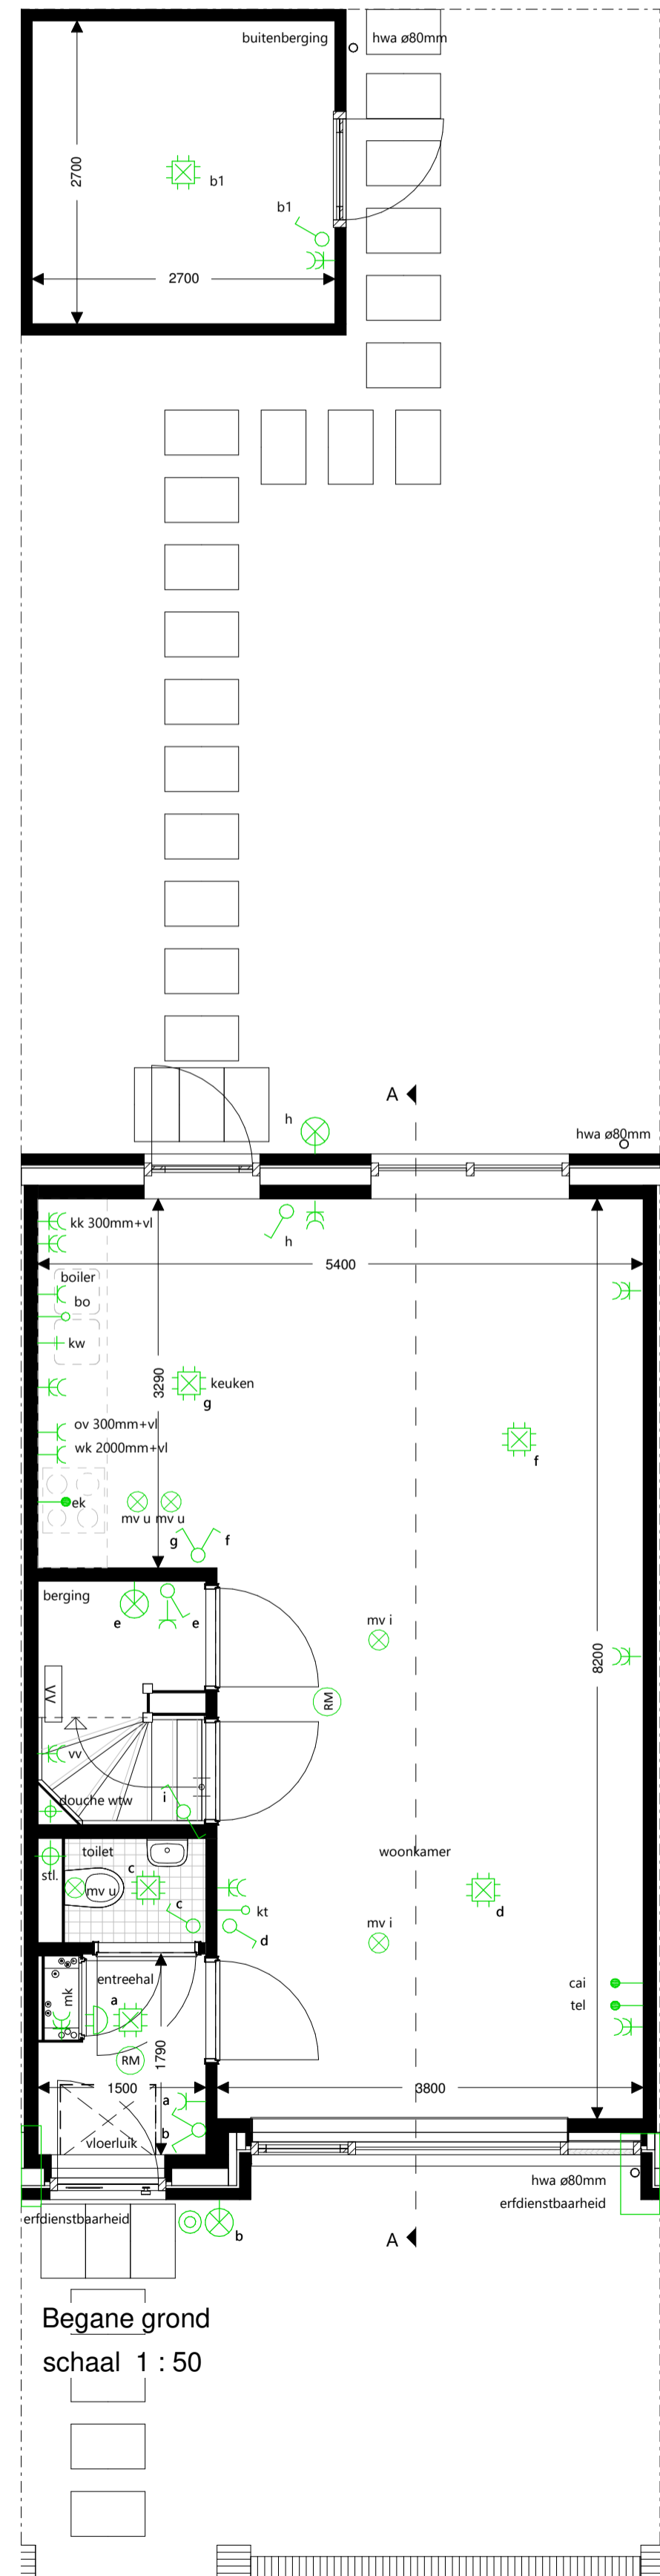 buitenberging
hwa ø80mm
2700
b1
b1
2700
A
h
hwa ø80mm
kk 300mm+vl
h
5400
boiler
bo
kw
3290
keuken
g
ov 300mm+vl
f
wk 2000mm+vl
ek
mv u mv u
g
f
berging
e
e
mv i
8200
RM
VV
vv
i
douche wtw
toilet
woonkamer
c
stl.
mv u
c
kt
d
d
mv i
entreehal
cai
mk
a
tel
RM
1790
1500
3800
a
b
vloerluik
hwa ø80mm
erfdienstbaarheid
erfdienstbaarheid
b
A
Begane grond
schaal 1 : 50